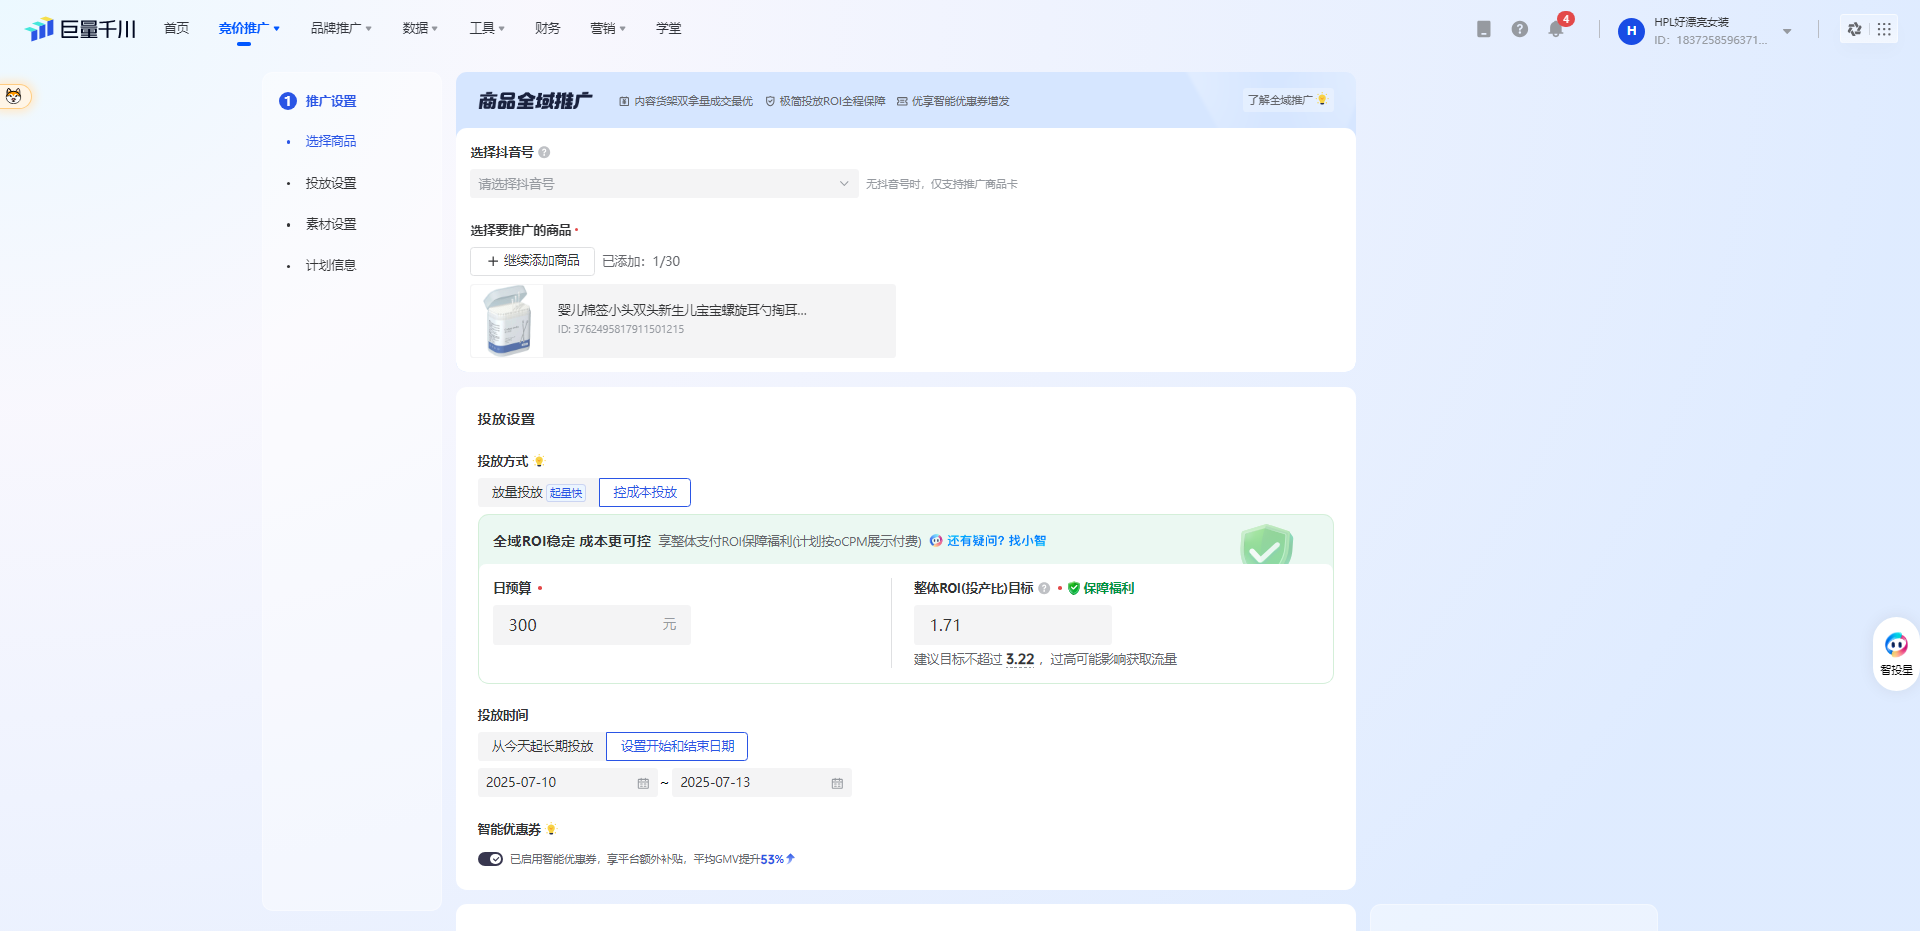 巨量千川
首页
竞价推广
品牌推广
数据
工具
财务
营销
学堂
4
H
HPL好漂亮女装
ID: 1837258596371...
1 推广设置
选择商品
投放设置
素材设置
计划信息
商品全域推广
内容货架双拿量成交最优
极简投放ROI全程保障
优享智能优惠券增发
了解全域推广
选择抖音号
请选择抖音号
无抖音号时，仅支持推广商品卡
选择要推广的商品
继续添加商品
已添加：1/30
婴儿棉签小头双头新生儿宝宝螺旋耳勺掏耳...
ID: 3762495817911501215
投放设置
投放方式
放量投放 起量快
控成本投放
全域ROI稳定 成本更可控 享整体支付ROI保障福利(计划按oCPM展示付费) 还有疑问? 找小智
日预算
300 元
整体ROI(投产比)目标 保障福利
1.71
建议目标不超过 3.22 ，过高可能影响获取流量
投放时间
从今天起长期投放
设置开始和结束日期
2025-07-10 ~ 2025-07-13
智能优惠券
已启用智能优惠券，享平台额外补贴，平均GMV提升53%
智投星